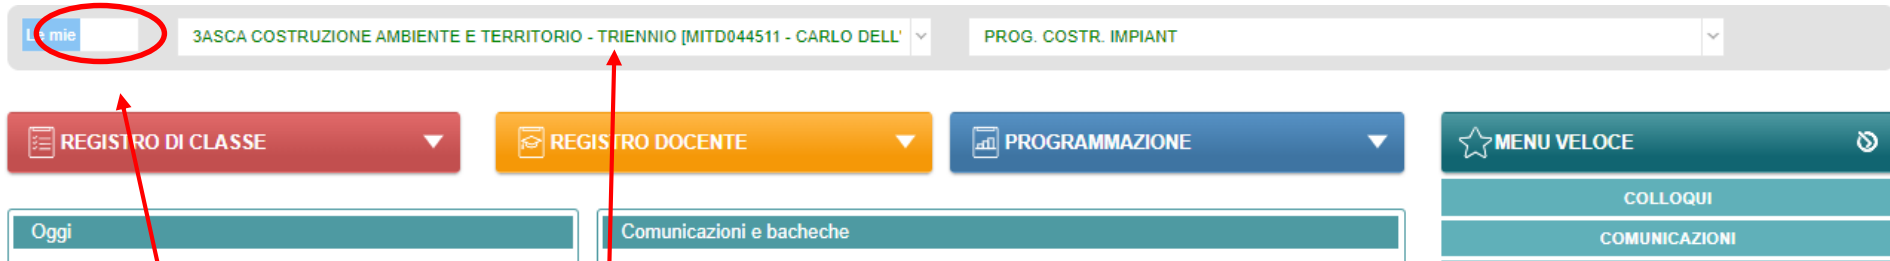 Le mie
3ASCA COSTRUZIONE AMBIENTE E TERRITORIO - TRIENNIO [MITD044511 - CARLO DELL'
PROG. COSTR. IMPIANT
REGISTRO DI CLASSE
REGISTRO DOCENTE
PROGRAMMAZIONE
MENU VELOCE
COLLOQUI
Oggi
Comunicazioni e bacheche
COMUNICAZIONI